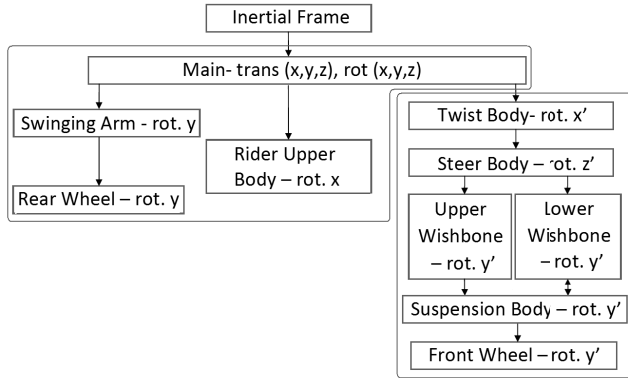 Inertial Frame
Main- trans (x,y,z), rot (x,y,z)
Swinging Arm - rot. y
Rear Wheel – rot. y
Rider Upper
Body – rot. x
Twist Body- rot. x’
Steer Body – rot. z’
Upper
Wishbone
– rot. y’
Lower
Wishbone
– rot. y’
Suspension Body – rot. y’
Front Wheel – rot. y’